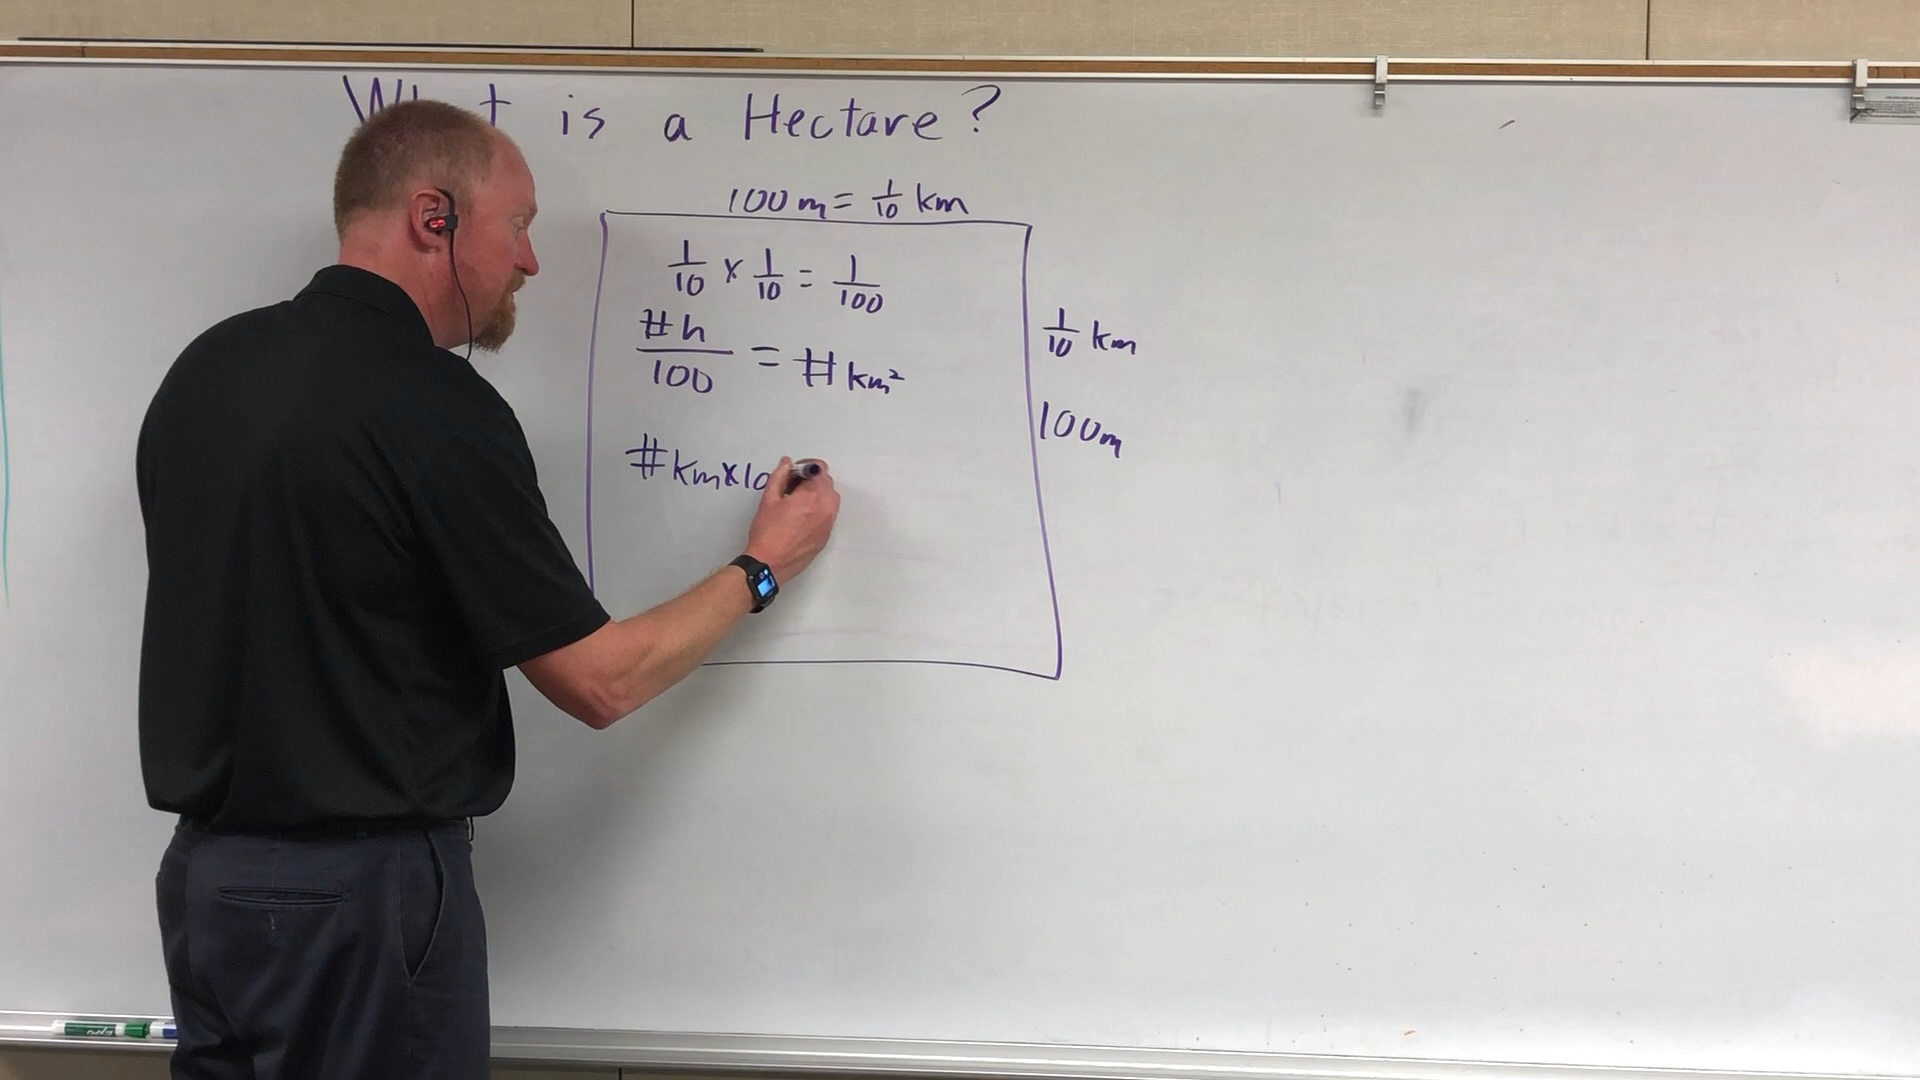 is a Hectare?
100 m = 1/10 km
1/10 x 1/10 = 1/100
#h/100 = # km²
1/10 km
100m
#km x 10